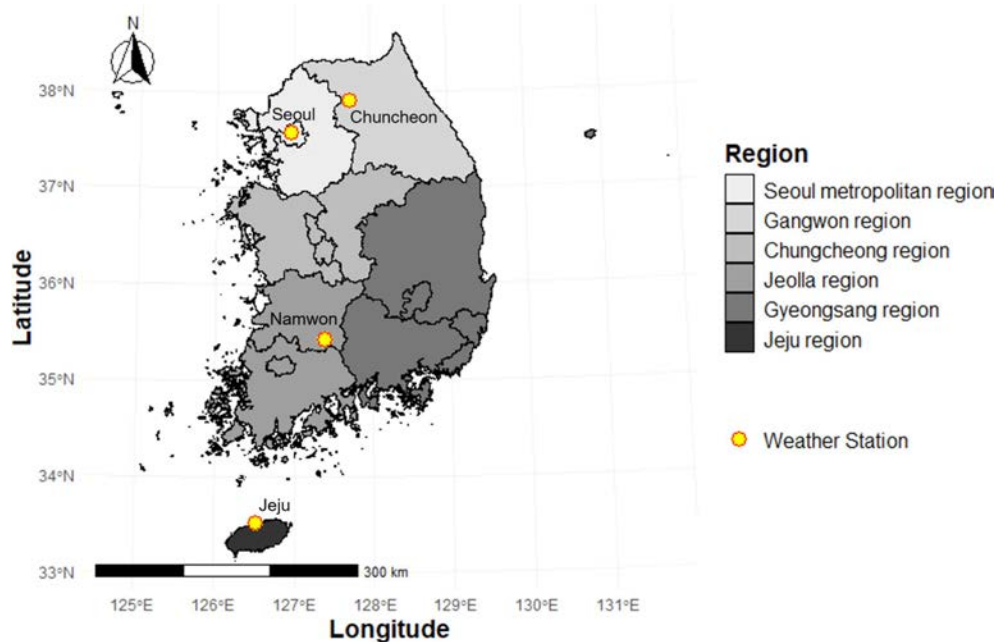 N
38°N
37°N
36°N
35°N
34°N
33°N
Latitude
Seoul
Chuncheon
Namwon
Jeju
300 km
125°E 126°E 127°E 128°E 129°E 130°E 131°E
Longitude
Region
Seoul metropolitan region
Gangwon region
Chungcheong region
Jeolla region
Gyeongsang region
Jeju region
Weather Station